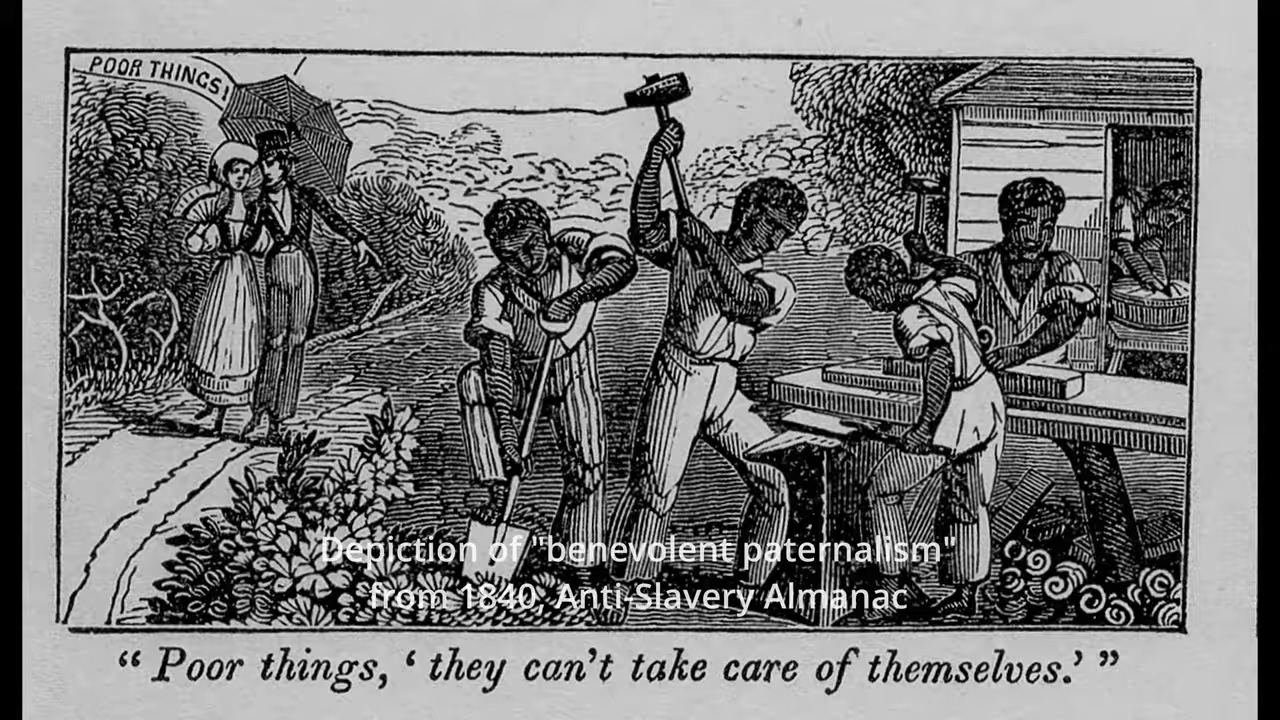 POOR THINGS!
Depiction of "benevolent paternalism"
from 1840, Anti-Slavery Almanac
“Poor things, ‘they can’t take care of themselves.’”